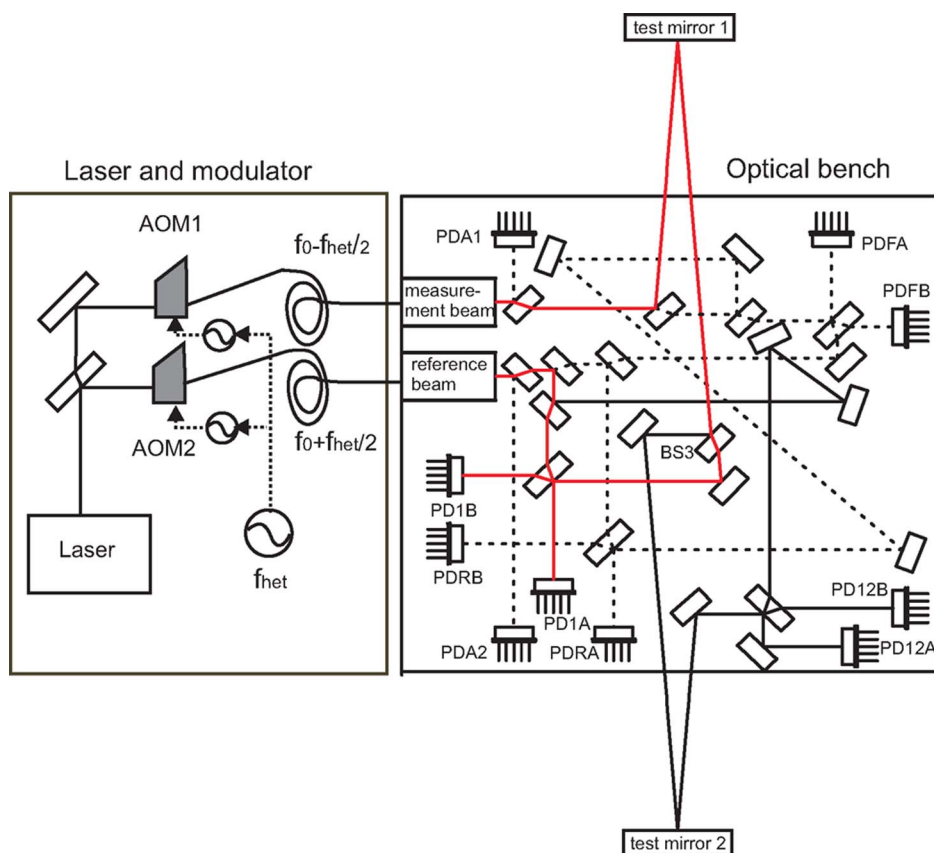 test mirror 1
Laser and modulator
Optical bench
AOM1
f0-fhet/2
PDA1
PDFA
measure-
ment beam
PDFB
reference
beam
AOM2
f0+fhet/2
BS3
PD1B
Laser
fhet
PDRB
PD12B
PD1A
PDA2
PDRA
PD12A
test mirror 2